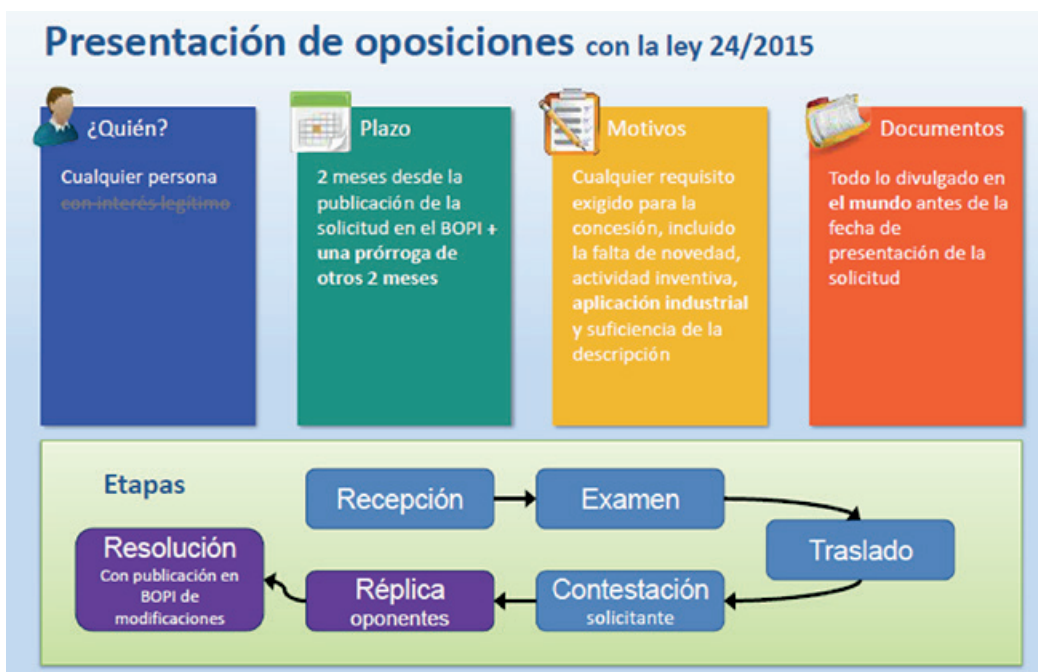 Presentación de oposiciones con la ley 24/2015
¿Quién?
Cualquier persona
con interés legítimo
Plazo
2 meses desde la
publicación de la
solicitud en el BOPI +
una prórroga de
otros 2 meses
Motivos
Cualquier requisito
exigido para la
concesión, incluido
la falta de novedad,
actividad inventiva,
aplicación industrial
y suficiencia de la
descripción
Documentos
Todo lo divulgado en
el mundo antes de la
fecha de
presentación de la
solicitud
Etapas
Recepción
Examen
Traslado
Contestación
solicitante
Réplica
oponentes
Resolución
Con publicación en
BOPI de
modificaciones